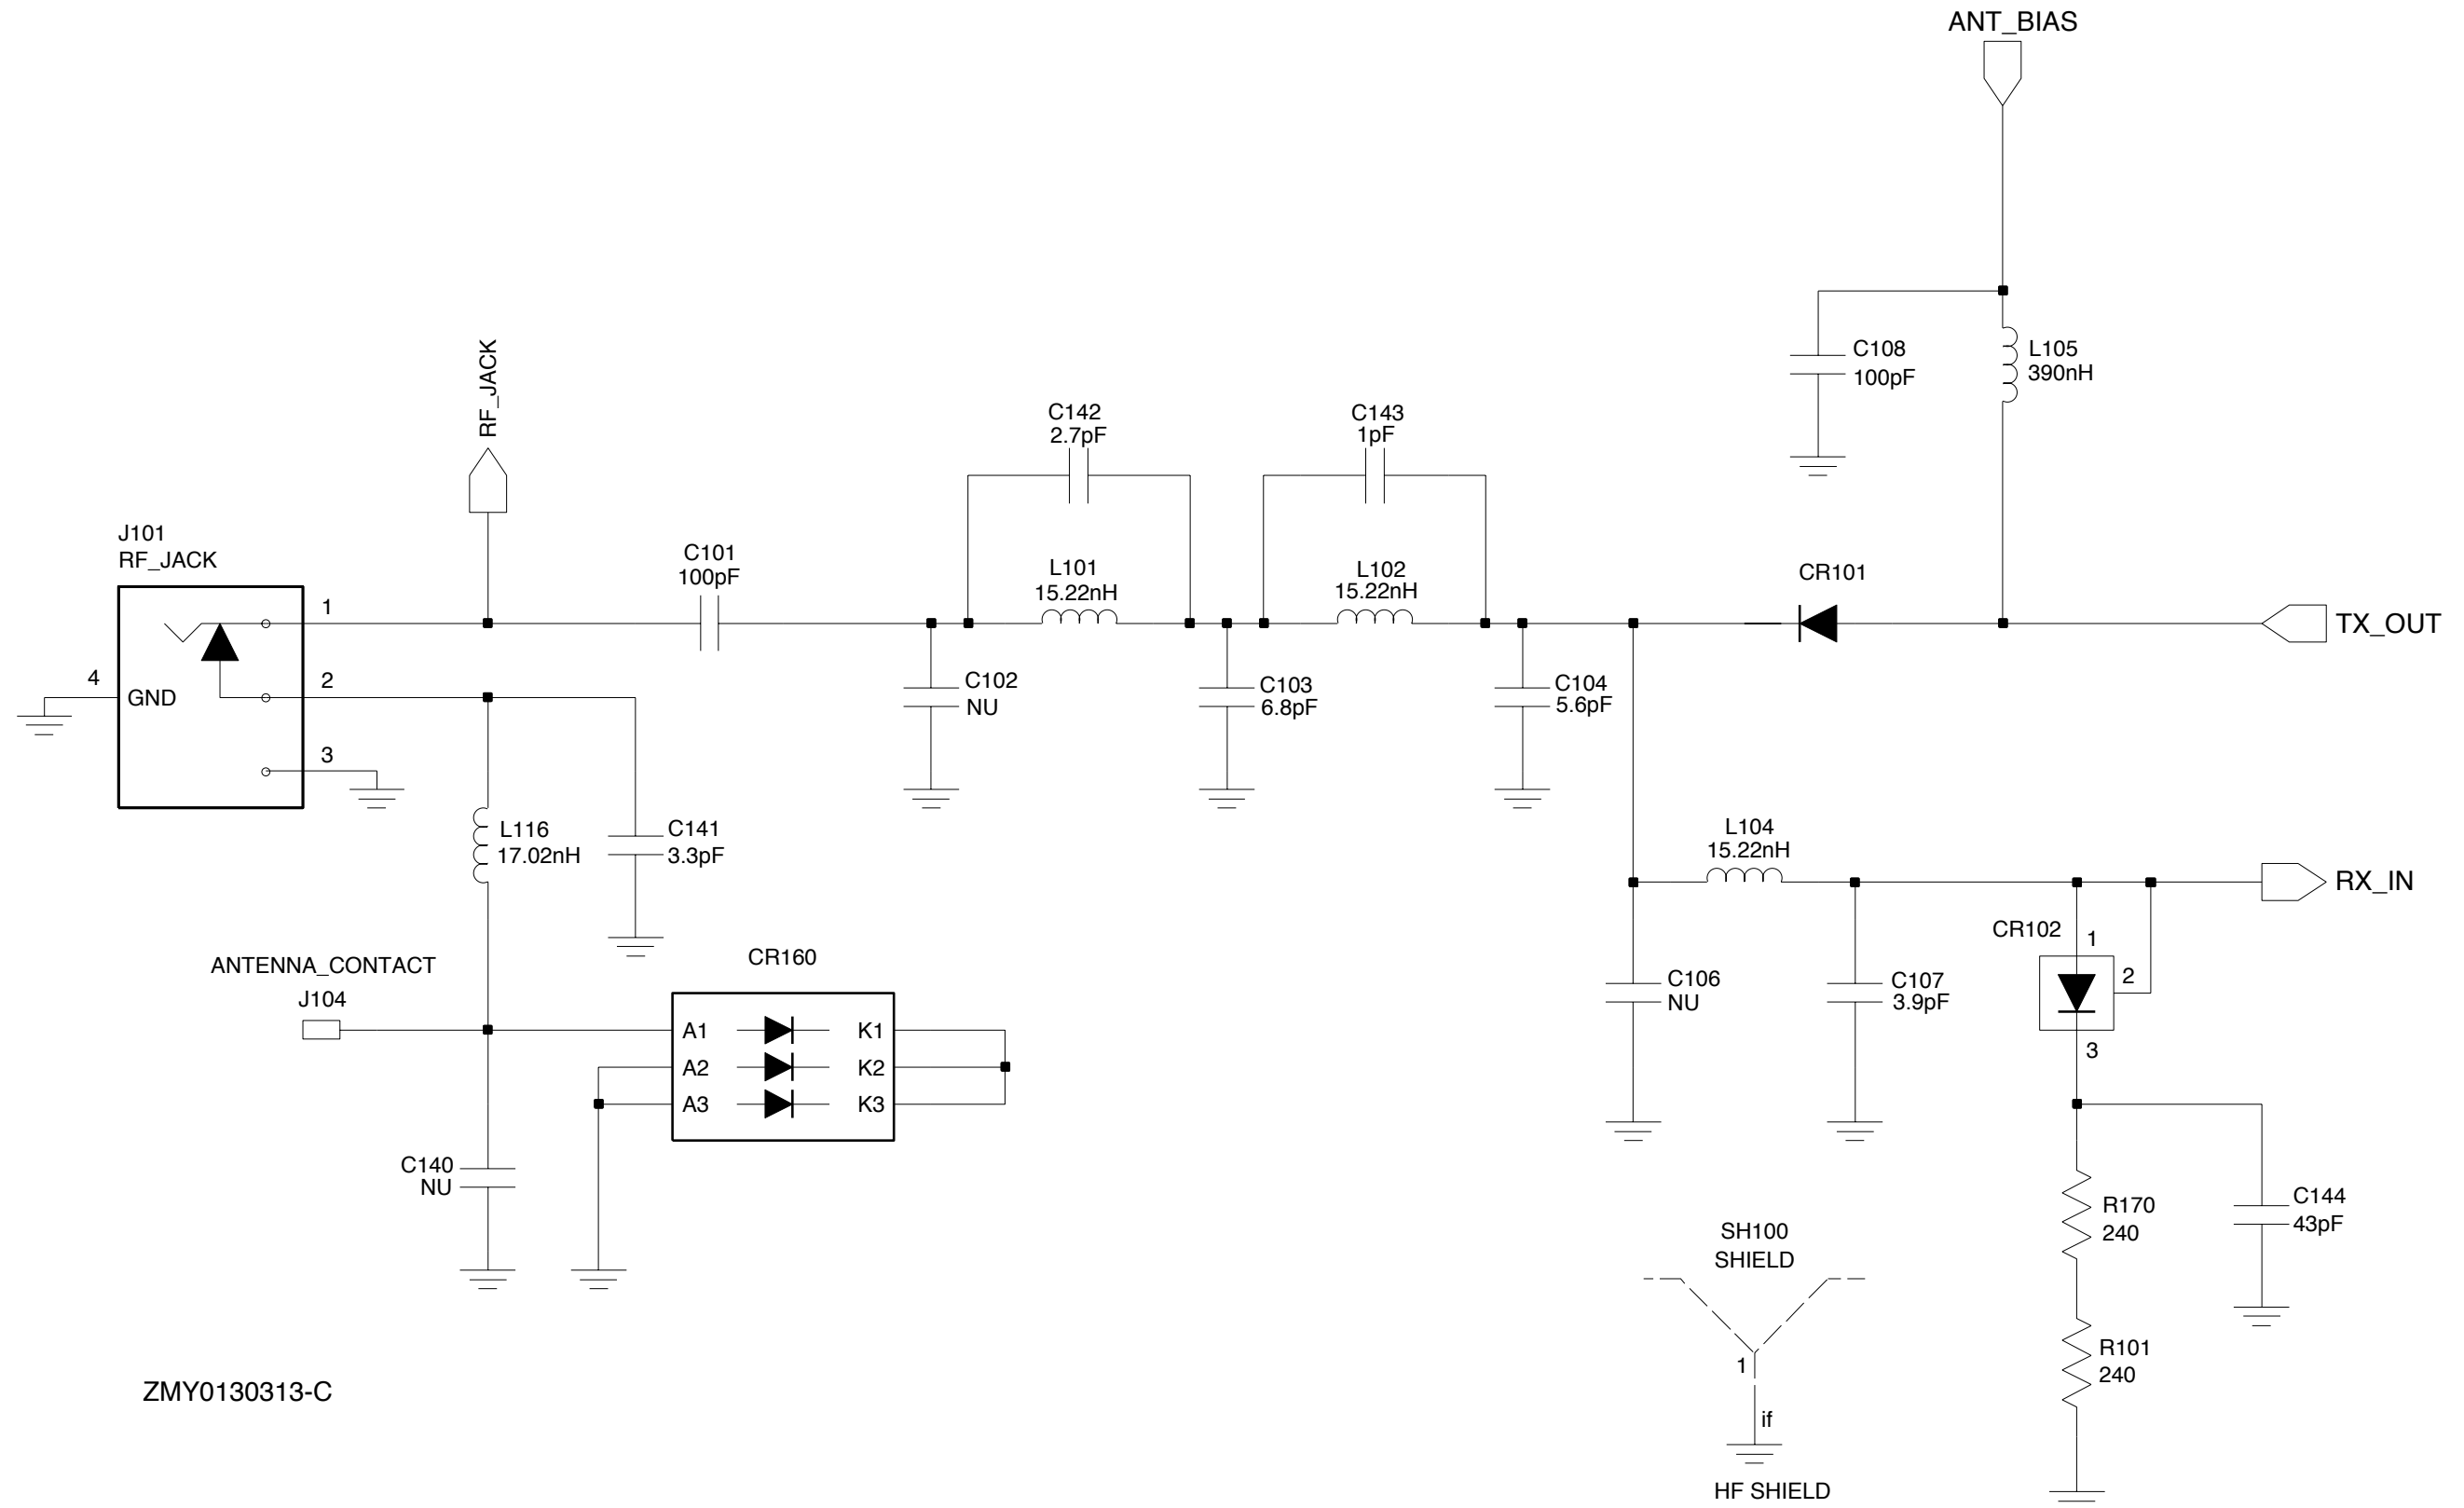 ANT_BIAS
C108
100pF
L105
390nH
RF_JACK
C142
2.7pF
C143
1pF
J101
RF_JACK
C101
100pF
L101
15.22nH
L102
15.22nH
CR101
TX_OUT
1
4
GND
2
3
C102
NU
C103
6.8pF
C104
5.6pF
L116
17.02nH
C141
3.3pF
L104
15.22nH
RX_IN
CR102
1
2
3
ANTENNA_CONTACT
J104
CR160
A1
K1
A2
K2
A3
K3
C106
NU
C107
3.9pF
C140
NU
R170
240
C144
43pF
SH100
SHIELD
1
if
HF SHIELD
R101
240
ZMY0130313-C